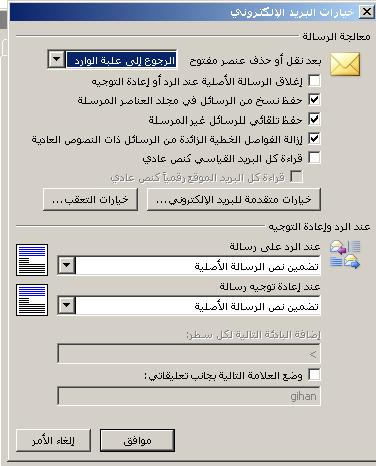 خيارات البريد الإلكتروني
معالجة الرسالة
بعد نقل أو حذف عنصر مفتوح الرجوع إلى علبة الوارد
إغلاق الرسالة الأصلية عند الرد أو إعادة التوجيه
حفظ نسخ من الرسائل في مجلد العناصر المرسلة
حفظ تلقائي للرسائل غير المرسلة
إزالة الفواصل الخطية الزائدة من الرسائل ذات النصوص العادية
قراءة كل البريد القياسي كنص عادي
قراءة كل البريد الموقع رقمياً كنص عادي
خيارات متقدمة للبريد الإلكتروني... خيارات التعقب...
عند الرد وإعادة التوجيه
عند الرد على رسالة
تضمين نص الرسالة الأصلية
عند إعادة توجيه رسالة
تضمين نص الرسالة الأصلية
إضافة البادئة التالية لكل سطر:
>
وضع العلامة التالية بجانب تعليقاتي:
gihan
موافق إلغاء الأمر